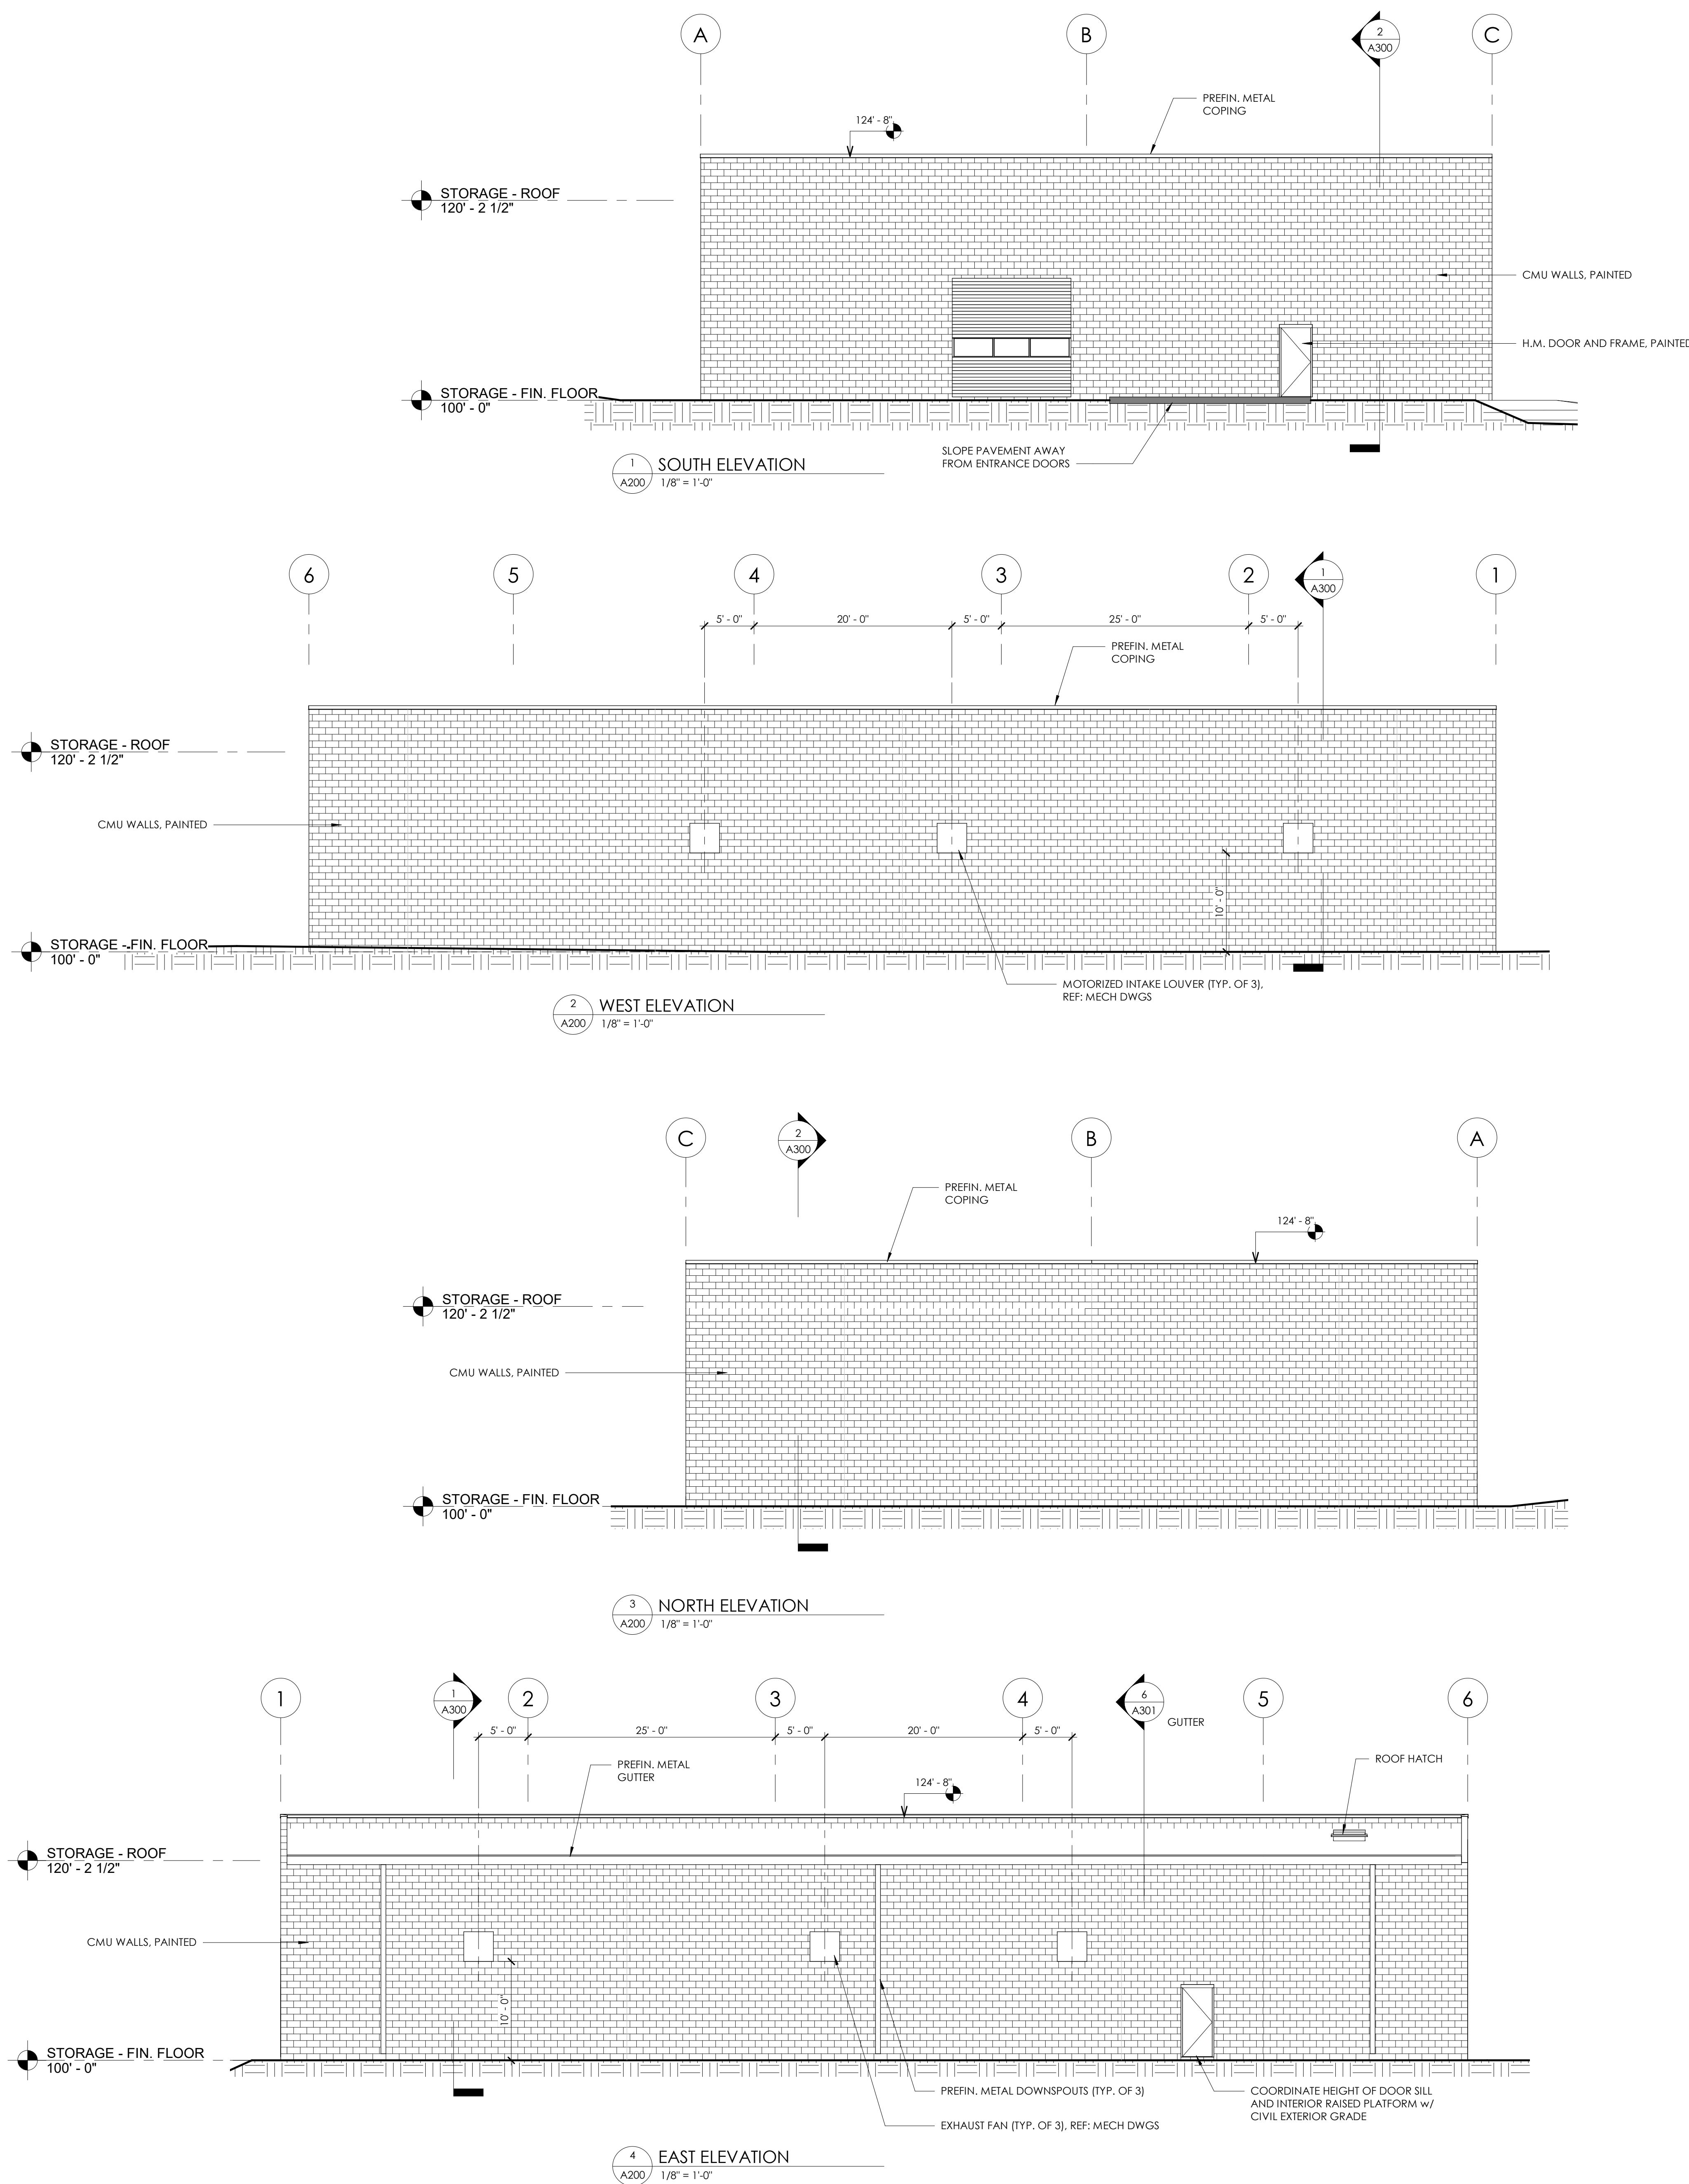 A
B
2
A300
C
PREFIN. METAL
COPING
124' - 8"
STORAGE - ROOF
120' - 2 1/2"
CMU WALLS, PAINTED
H.M. DOOR AND FRAME, PAINTED
STORAGE - FIN. FLOOR
100' - 0"
SLOPE PAVEMENT AWAY
FROM ENTRANCE DOORS
1
A200
SOUTH ELEVATION
1/8" = 1'-0"
6
5
4
3
2
1
A300
1
5' - 0"
20' - 0"
5' - 0"
25' - 0"
5' - 0"
PREFIN. METAL
COPING
STORAGE - ROOF
120' - 2 1/2"
CMU WALLS, PAINTED
10' - 0"
STORAGE - FIN. FLOOR
100' - 0"
MOTORIZED INTAKE LOUVER (TYP. OF 3),
REF: MECH DWGS
2
A200
WEST ELEVATION
1/8" = 1'-0"
C
2
A300
B
A
PREFIN. METAL
COPING
124' - 8"
STORAGE - ROOF
120' - 2 1/2"
CMU WALLS, PAINTED
STORAGE - FIN. FLOOR
100' - 0"
3
A200
NORTH ELEVATION
1/8" = 1'-0"
1
1
A300
2
3
4
6
A301
GUTTER
5
6
5' - 0"
25' - 0"
5' - 0"
20' - 0"
5' - 0"
PREFIN. METAL
GUTTER
124' - 8"
ROOF HATCH
STORAGE - ROOF
120' - 2 1/2"
CMU WALLS, PAINTED
10' - 0"
STORAGE - FIN. FLOOR
100' - 0"
PREFIN. METAL DOWNSPOUTS (TYP. OF 3)
EXHAUST FAN (TYP. OF 3), REF: MECH DWGS
COORDINATE HEIGHT OF DOOR SILL
AND INTERIOR RAISED PLATFORM w/
CIVIL EXTERIOR GRADE
4
A200
EAST ELEVATION
1/8" = 1'-0"